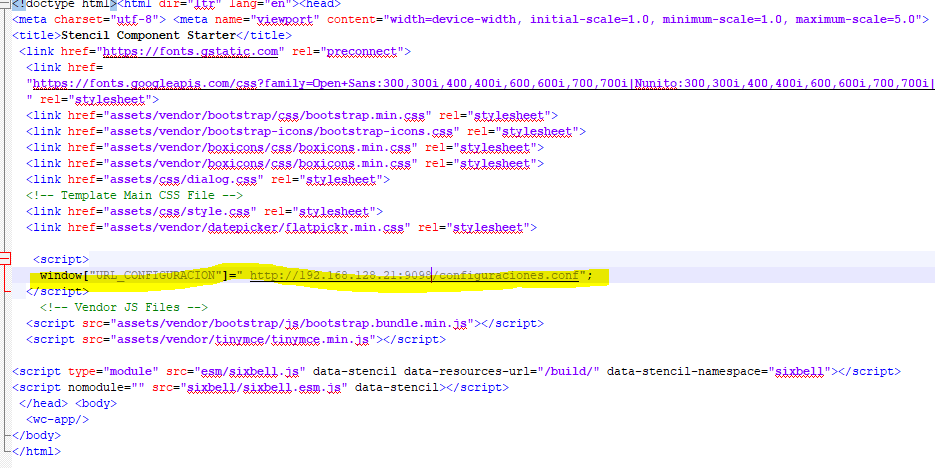 <!doctype html><html dir="ltr" lang="en"><head>
<meta charset="utf-8"> <meta name="viewport" content="width=device-width, initial-scale=1.0, minimum-scale=1.0, maximum-scale=5.0">
<title>Stencil Component Starter</title>
<link href="https://fonts.gstatic.com" rel="preconnect">
<link href=
"https://fonts.googleapis.com/css?family=Open+Sans:300,300i,400,400i,600,600i,700,700i|Nunito:300,300i,400,400i,600,600i,700,700i|
" rel="stylesheet">
<link href="assets/vendor/bootstrap/css/bootstrap.min.css" rel="stylesheet">
<link href="assets/vendor/bootstrap-icons/bootstrap-icons.css" rel="stylesheet">
<link href="assets/vendor/boxicons/css/boxicons.min.css" rel="stylesheet">
<link href="assets/vendor/boxicons/css/boxicons.min.css" rel="stylesheet">
<link href="assets/css/dialog.css" rel="stylesheet">
<!-- Template Main CSS File -->
<link href="assets/css/style.css" rel="stylesheet">
<link href="assets/vendor/datepicker/flatpickr.min.css" rel="stylesheet">
<script>
window["URL_CONFIGURACION"]=" http://192.168.128.21:9098/configuraciones.conf";
</script>
<!-- Vendor JS Files -->
<script src="assets/vendor/bootstrap/js/bootstrap.bundle.min.js"></script>
<script src="assets/vendor/tinymce/tinymce.min.js"></script>
<script type="module" src="esm/sixbell.js" data-stencil data-resources-url="/build/" data-stencil-namespace="sixbell"></script>
<script nomodule="" src="sixbell/sixbell.esm.js" data-stencil></script>
</head> <body>
<wc-app/>
</body>
</html>